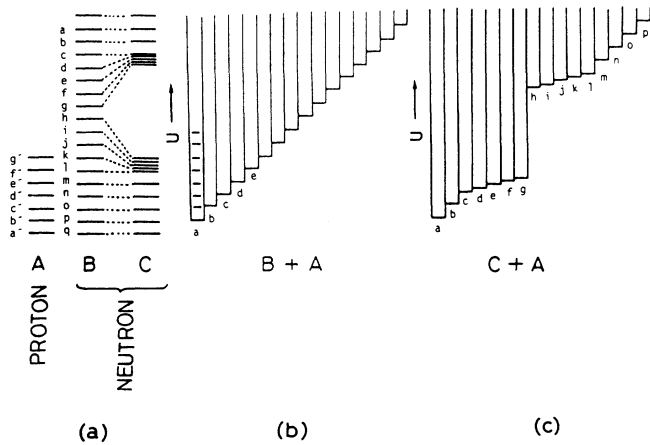 a
b
c
d
e
f
g
h
i
j
k
l
m
n
o
p
q
g'
f'
e'
d'
c'
b'
a'
A
B
C
PROTON
NEUTRON
(a)
U
a
b
c
d
e
B + A
(b)
U
a
b
c
d
e
f
g
h
i
j
k
l
m
n
o
p
C + A
(c)